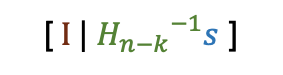 [ I | Hₙ₋ₖ⁻¹s ]